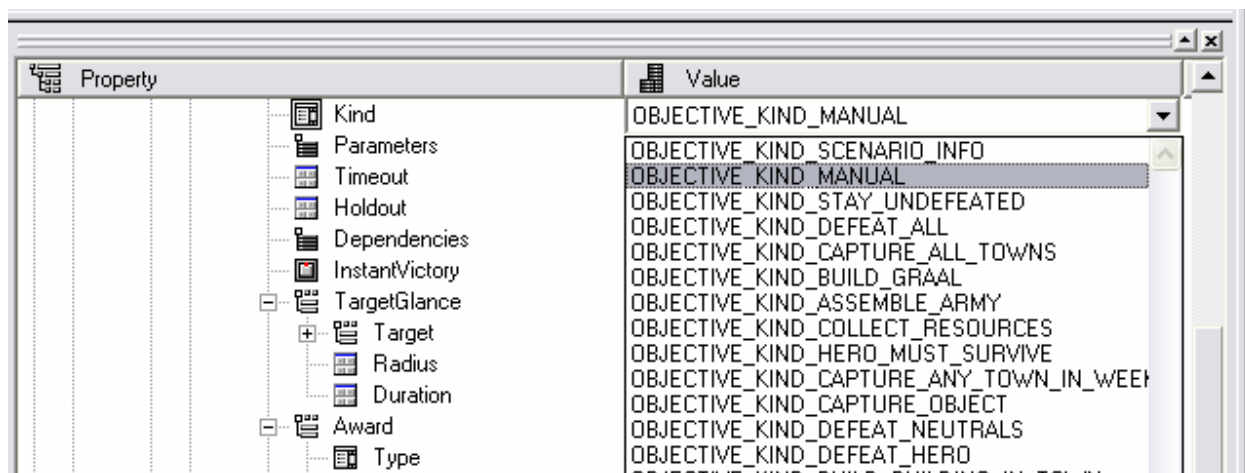 Property Value
Kind OBJECTIVE_KIND_MANUAL
Parameters OBJECTIVE_KIND_SCENARIO_INFO
Timeout OBJECTIVE_KIND_MANUAL
Holdout OBJECTIVE_KIND_STAY_UNDEFEATED
Dependencies OBJECTIVE_KIND_DEFEAT_ALL
OBJECTIVE_KIND_CAPTURE_ALL_TOWNS
InstantVictory OBJECTIVE_KIND_BUILD_GRAAL
TargetGlance OBJECTIVE_KIND_ASSEMBLE_ARMY
Target OBJECTIVE_KIND_COLLECT_RESOURCES
Radius OBJECTIVE_KIND_HERO_MUST_SURVIVE
OBJECTIVE_KIND_CAPTURE_ANY_TOWN_IN_WEEK
Duration OBJECTIVE_KIND_CAPTURE_OBJECT
Award OBJECTIVE_KIND_DEFEAT_NEUTRALS
Type OBJECTIVE_KIND_DEFEAT_HERO